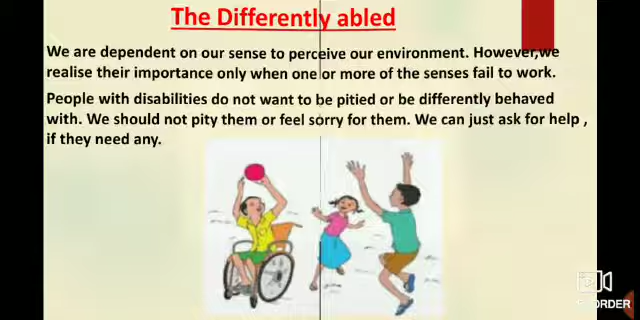 The Differently abled
We are dependent on our sense to perceive our environment. However,we
realise their importance only when one or more of the senses fail to work.
People with disabilities do not want to be pitied or be differently behaved
with. We should not pity them or feel sorry for them. We can just ask for help ,
if they need any.